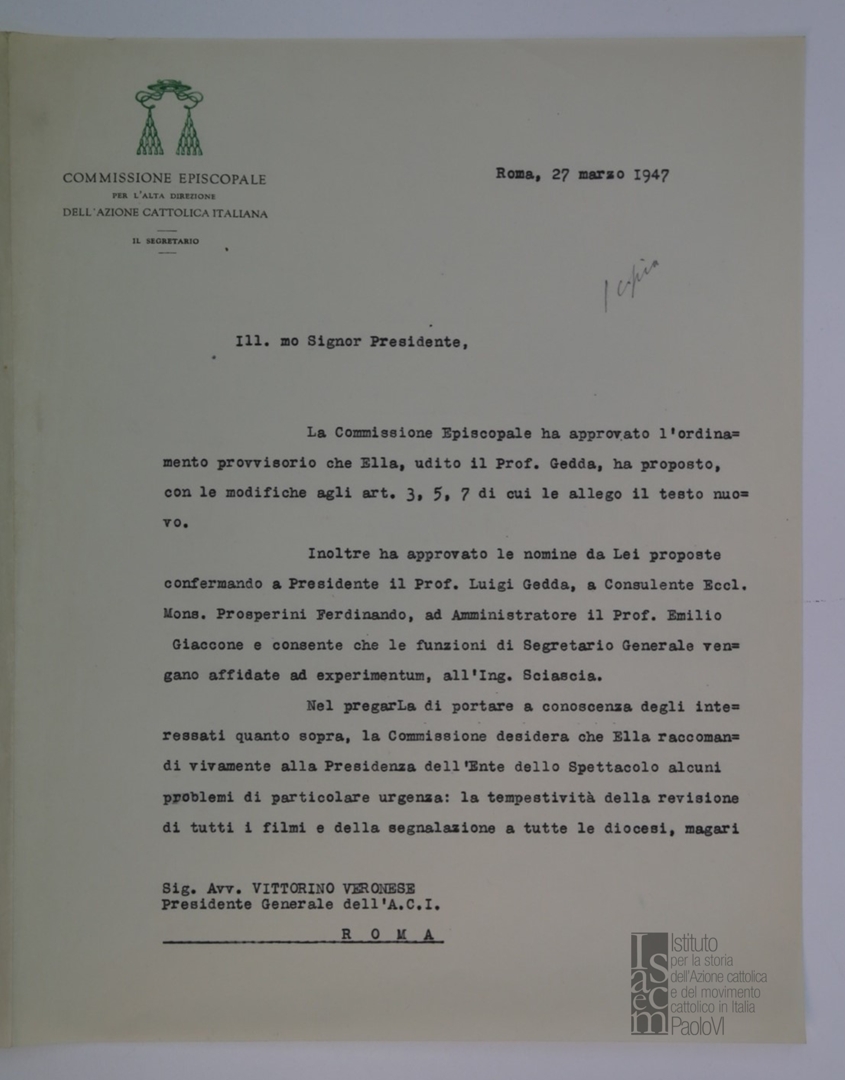 COMMISSIONE EPISCOPALE
PER L'ALTA DIREZIONE
DELL'AZIONE CATTOLICA ITALIANA
IL SEGRETARIO
Roma, 27 marzo 1947
1 copia
Ill. mo Signor Presidente,
La Commissione Episcopale ha approvato l'ordina=
mento provvisorio che Ella, udito il Prof. Gedda, ha proposto,
con le modifiche agli art. 3, 5, 7 di cui le allego il testo nuo=
vo.
Inoltre ha approvato le nomine da Lei proposte
confermando a Presidente il Prof. Luigi Gedda, a Consulente Eccl.
Mons. Prosperini Ferdinando, ad Amministratore il Prof. Emilio
Giaccone e consente che le funzioni di Segretario Generale ven=
gano affidate ad experimentum, all'Ing. Sciascia.
Nel pregarLa di portare a conoscenza degli inte=
ressati quanto sopra, la Commissione desidera che Ella raccoman=
di vivamente alla Presidenza dell'Ente dello Spettacolo alcuni
problemi di particolare urgenza: la tempestività della revisione
di tutti i filmi e della segnalazione a tutte le diocesi, magari
Sig. Avv. VITTORINO VERONESE
Presidente Generale dell'A.C.I.
R O M A
Isacem
Istituto
per la storia
dell'Azione cattolica
e del movimento
cattolico in Italia
PaoloVI